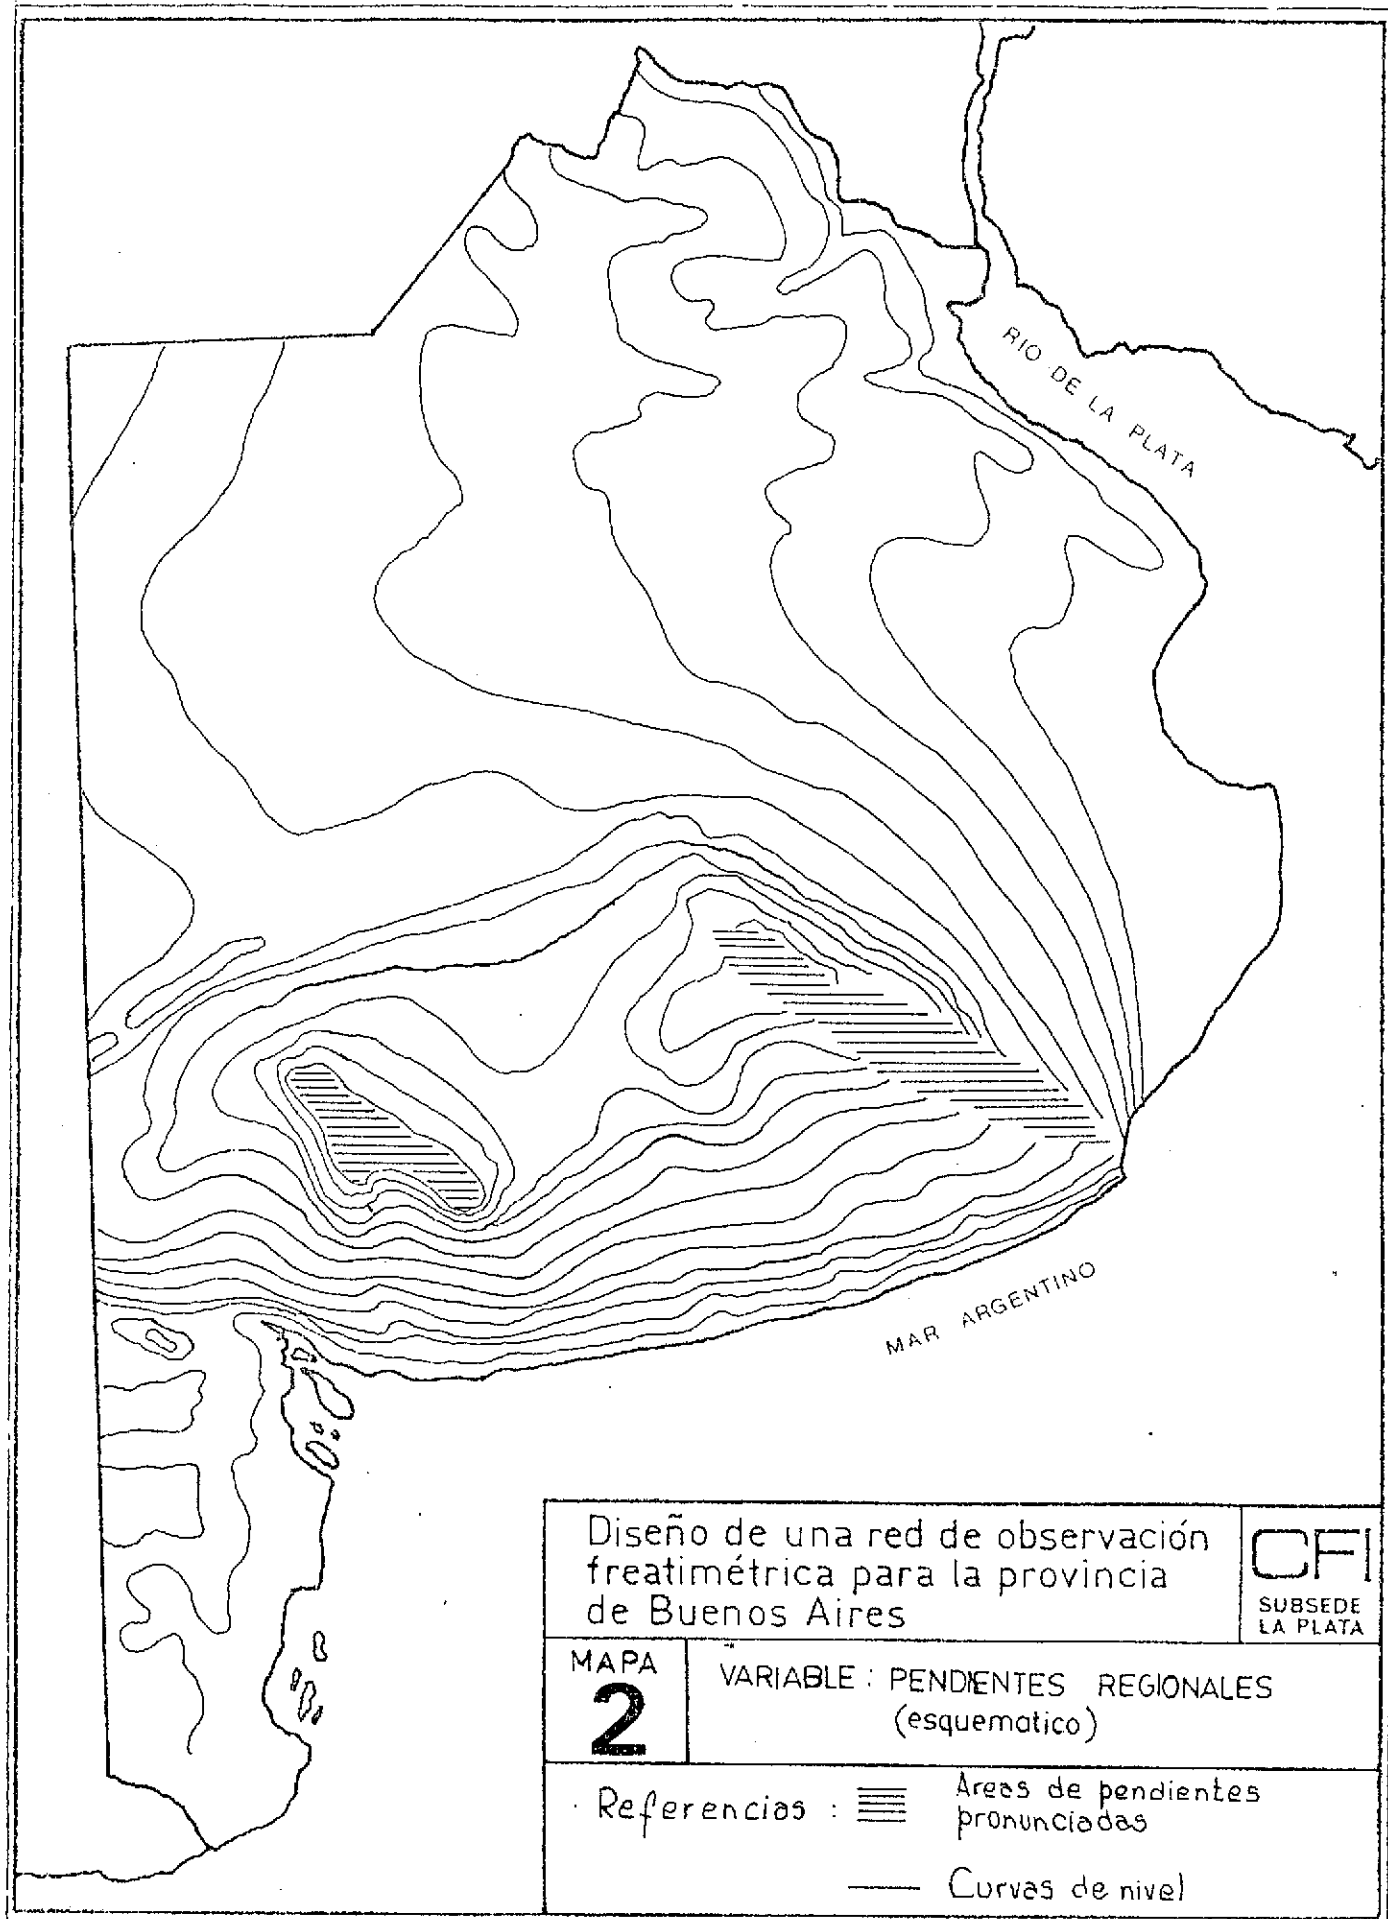 RIO DE LA PLATA
MAR ARGENTINO
Diseño de una red de observación
freatimétrica para la provincia
de Buenos Aires
CFI
SUBSEDE
LA PLATA
MAPA
2
VARIABLE : PENDIENTES REGIONALES
(esquematico)
Referencias :
Areas de pendientes
pronunciadas
Curvas de nivel